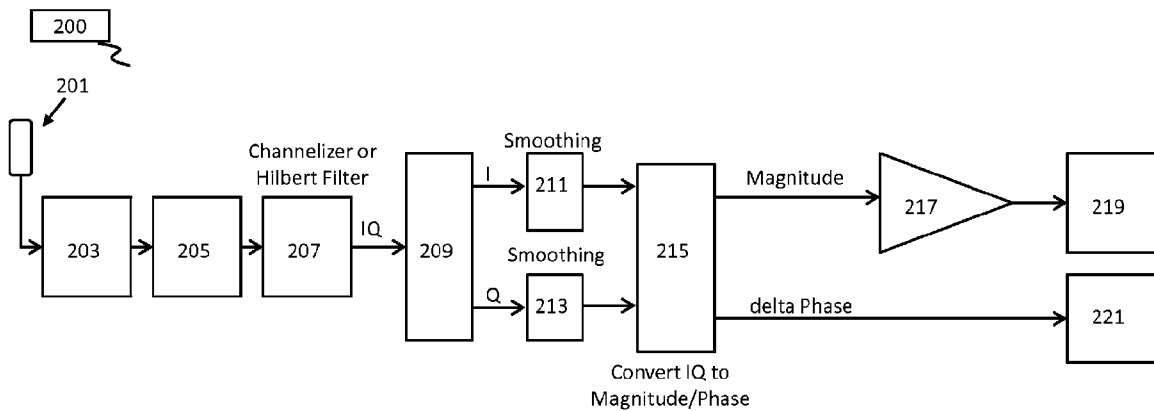 200
201
Channelizer or
Hilbert Filter
Smoothing
I
211
Magnitude
217
219
203
205
207
IQ
209
Smoothing
215
Q
213
delta Phase
221
Convert IQ to
Magnitude/Phase